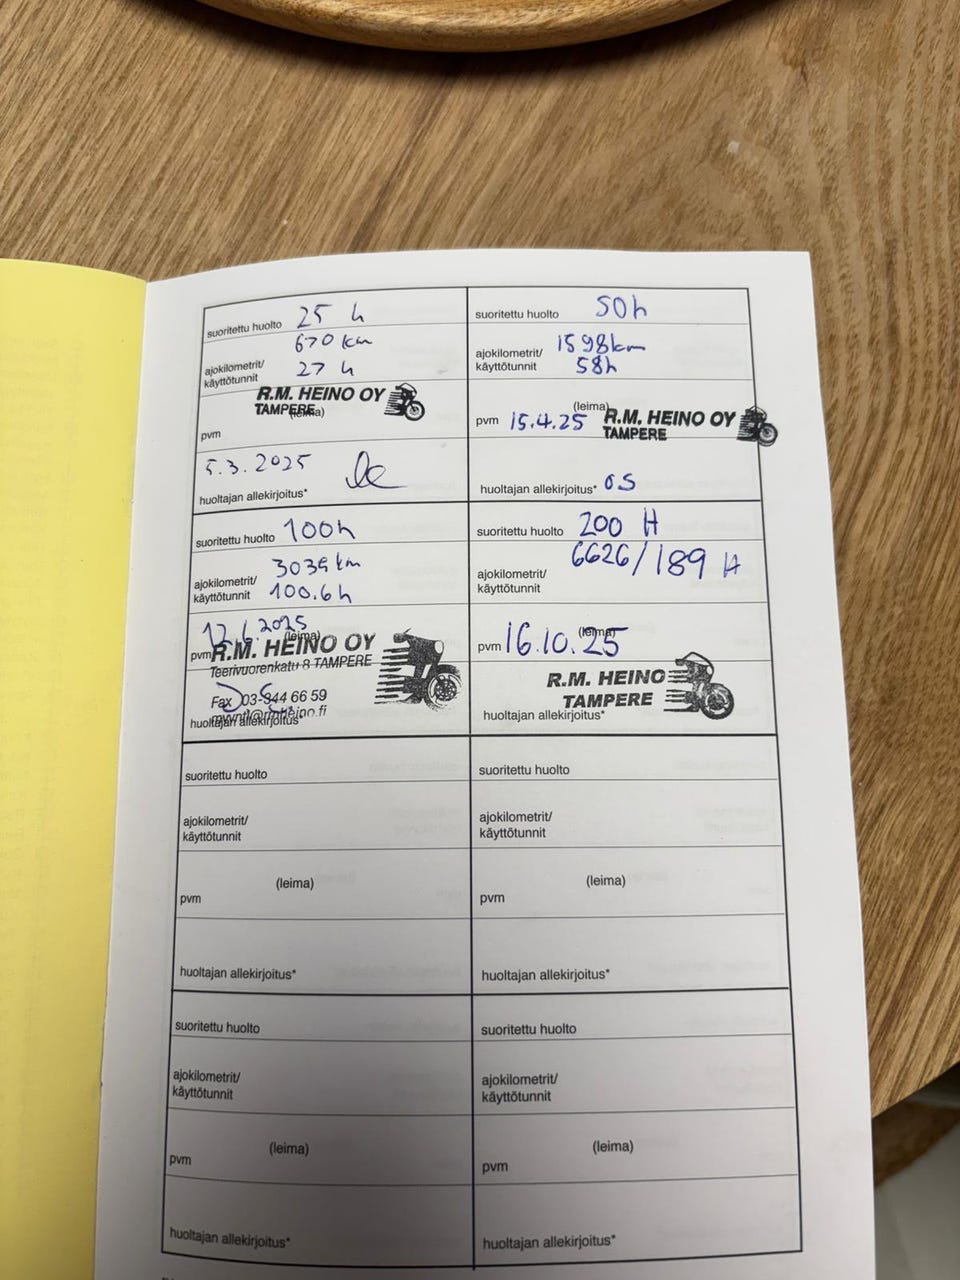 suoritettu huolto 25 h
670 km
ajokilometrit/
käyttötunnit 27 h
R.M. HEINO OY
TAMPERE
(leima)
pvm
5.3.2025
huoltajan allekirjoitus*
suoritettu huolto 50h
ajokilometrit/ 1598km
käyttötunnit 58h
(leima)
pvm 15.4.25 R.M. HEINO OY
TAMPERE
huoltajan allekirjoitus* OS
suoritettu huolto 100h
3039 km
ajokilometrit/
käyttötunnit 100.6 h
12.6.2025
(leima)
pvm R.M. HEINO OY
Teerivuorenkatu 8 TAMPERE
Fax 03-344 66 59
myynti@rmheino.fi
huoltajan allekirjoitus*
suoritettu huolto 200 H
6626/189 H
ajokilometrit/
käyttötunnit
(leima)
pvm 16.10.25
R.M. HEINO
TAMPERE
huoltajan allekirjoitus*
suoritettu huolto
ajokilometrit/
käyttötunnit
(leima)
pvm
huoltajan allekirjoitus*
suoritettu huolto
ajokilometrit/
käyttötunnit
(leima)
pvm
huoltajan allekirjoitus*
suoritettu huolto
ajokilometrit/
käyttötunnit
(leima)
pvm
huoltajan allekirjoitus*
suoritettu huolto
ajokilometrit/
käyttötunnit
(leima)
pvm
huoltajan allekirjoitus*